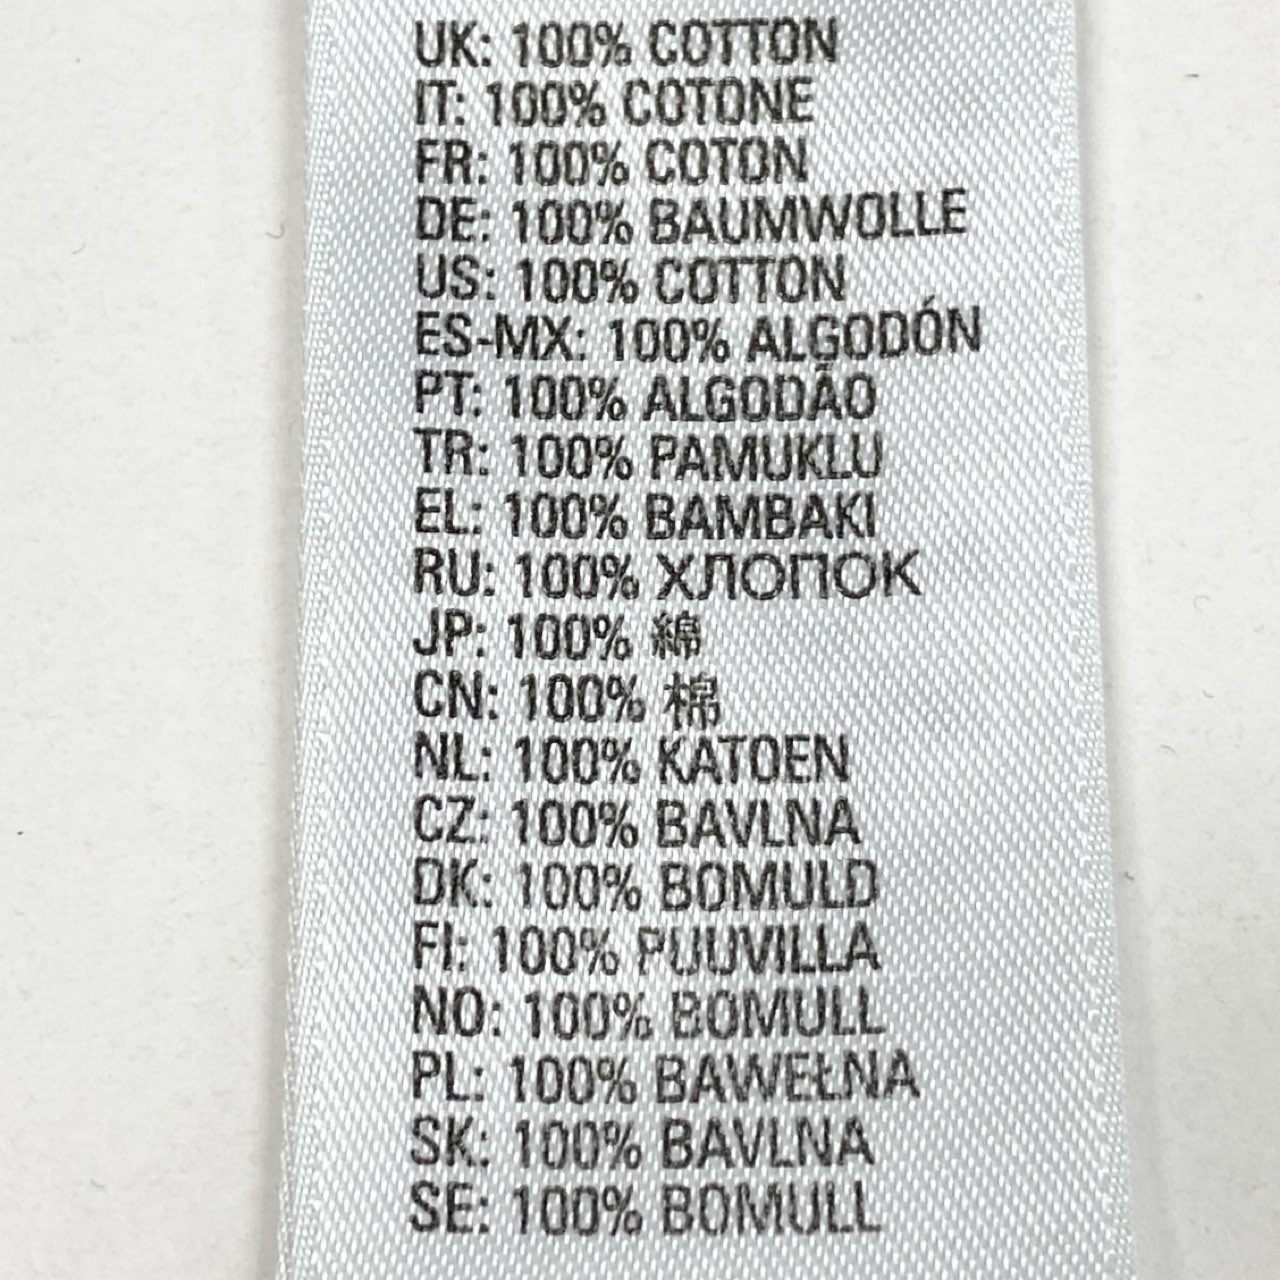 UK: 100% COTTON
IT: 100% COTONE
FR: 100% COTON
DE: 100% BAUMWOLLE
US: 100% COTTON
ES-MX: 100% ALGODÓN
PT: 100% ALGODÃO
TR: 100% PAMUKLU
EL: 100% BAMBAKI
RU: 100% ХЛОПОК
JP: 100% 綿
CN: 100% 棉
NL: 100% KATOEN
CZ: 100% BAVLNA
DK: 100% BOMULD
FI: 100% PUUVILLA
NO: 100% BOMULL
PL: 100% BAWEŁNA
SK: 100% BAVLNA
SE: 100% BOMULL